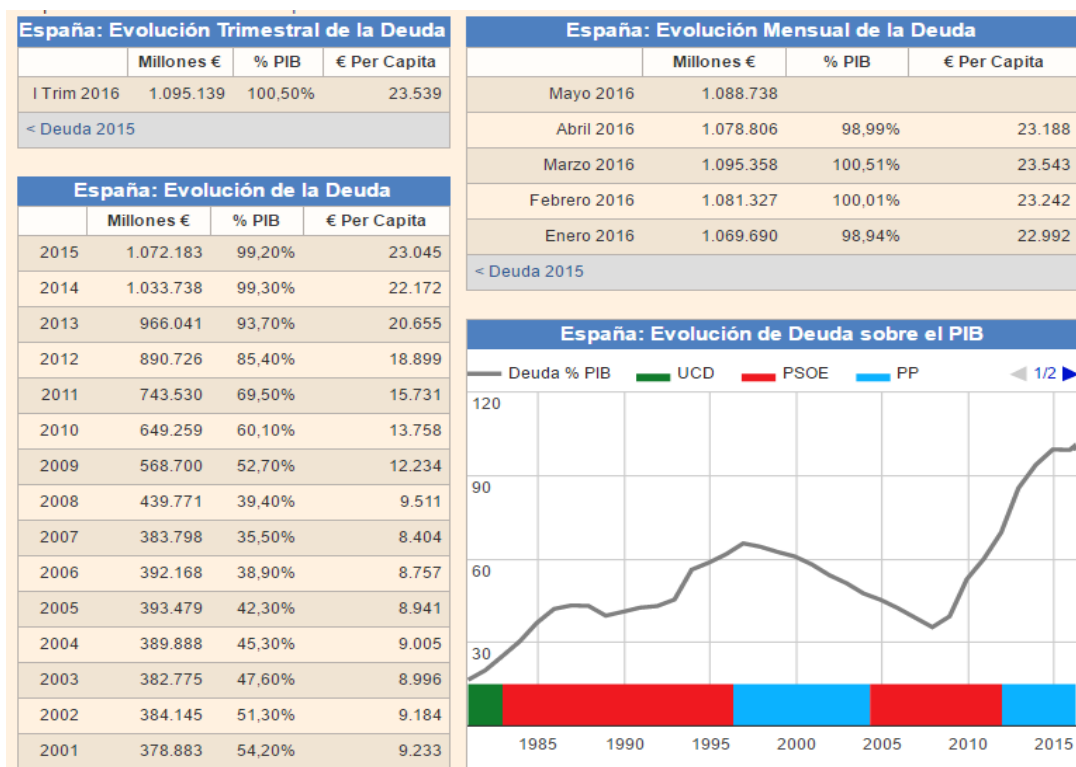 España: Evolución Trimestral de la Deuda
Millones € % PIB € Per Capita
I Trim 2016 1.095.139 100,50% 23.539
< Deuda 2015
España: Evolución de la Deuda
Millones € % PIB € Per Capita
2015 1.072.183 99,20% 23.045
2014 1.033.738 99,30% 22.172
2013 966.041 93,70% 20.655
2012 890.726 85,40% 18.899
2011 743.530 69,50% 15.731
2010 649.259 60,10% 13.758
2009 568.700 52,70% 12.234
2008 439.771 39,40% 9.511
2007 383.798 35,50% 8.404
2006 392.168 38,90% 8.757
2005 393.479 42,30% 8.941
2004 389.888 45,30% 9.005
2003 382.775 47,60% 8.996
2002 384.145 51,30% 9.184
2001 378.883 54,20% 9.233
España: Evolución Mensual de la Deuda
Millones € % PIB € Per Capita
Mayo 2016 1.088.738
Abril 2016 1.078.806 98,99% 23.188
Marzo 2016 1.095.358 100,51% 23.543
Febrero 2016 1.081.327 100,01% 23.242
Enero 2016 1.069.690 98,94% 22.992
< Deuda 2015
España: Evolución de Deuda sobre el PIB
Deuda % PIB UCD PSOE PP 1/2
120
90
60
30
1985 1990 1995 2000 2005 2010 2015